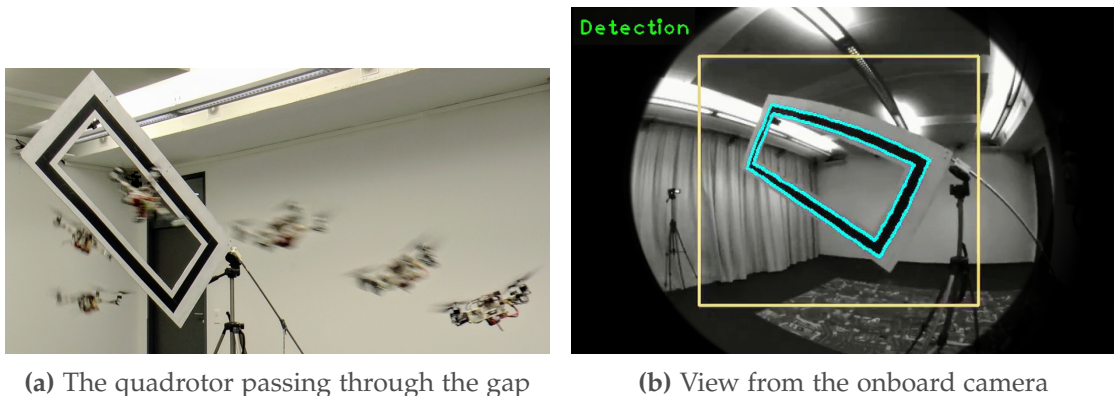 Detection
(a) The quadrotor passing through the gap
(b) View from the onboard camera